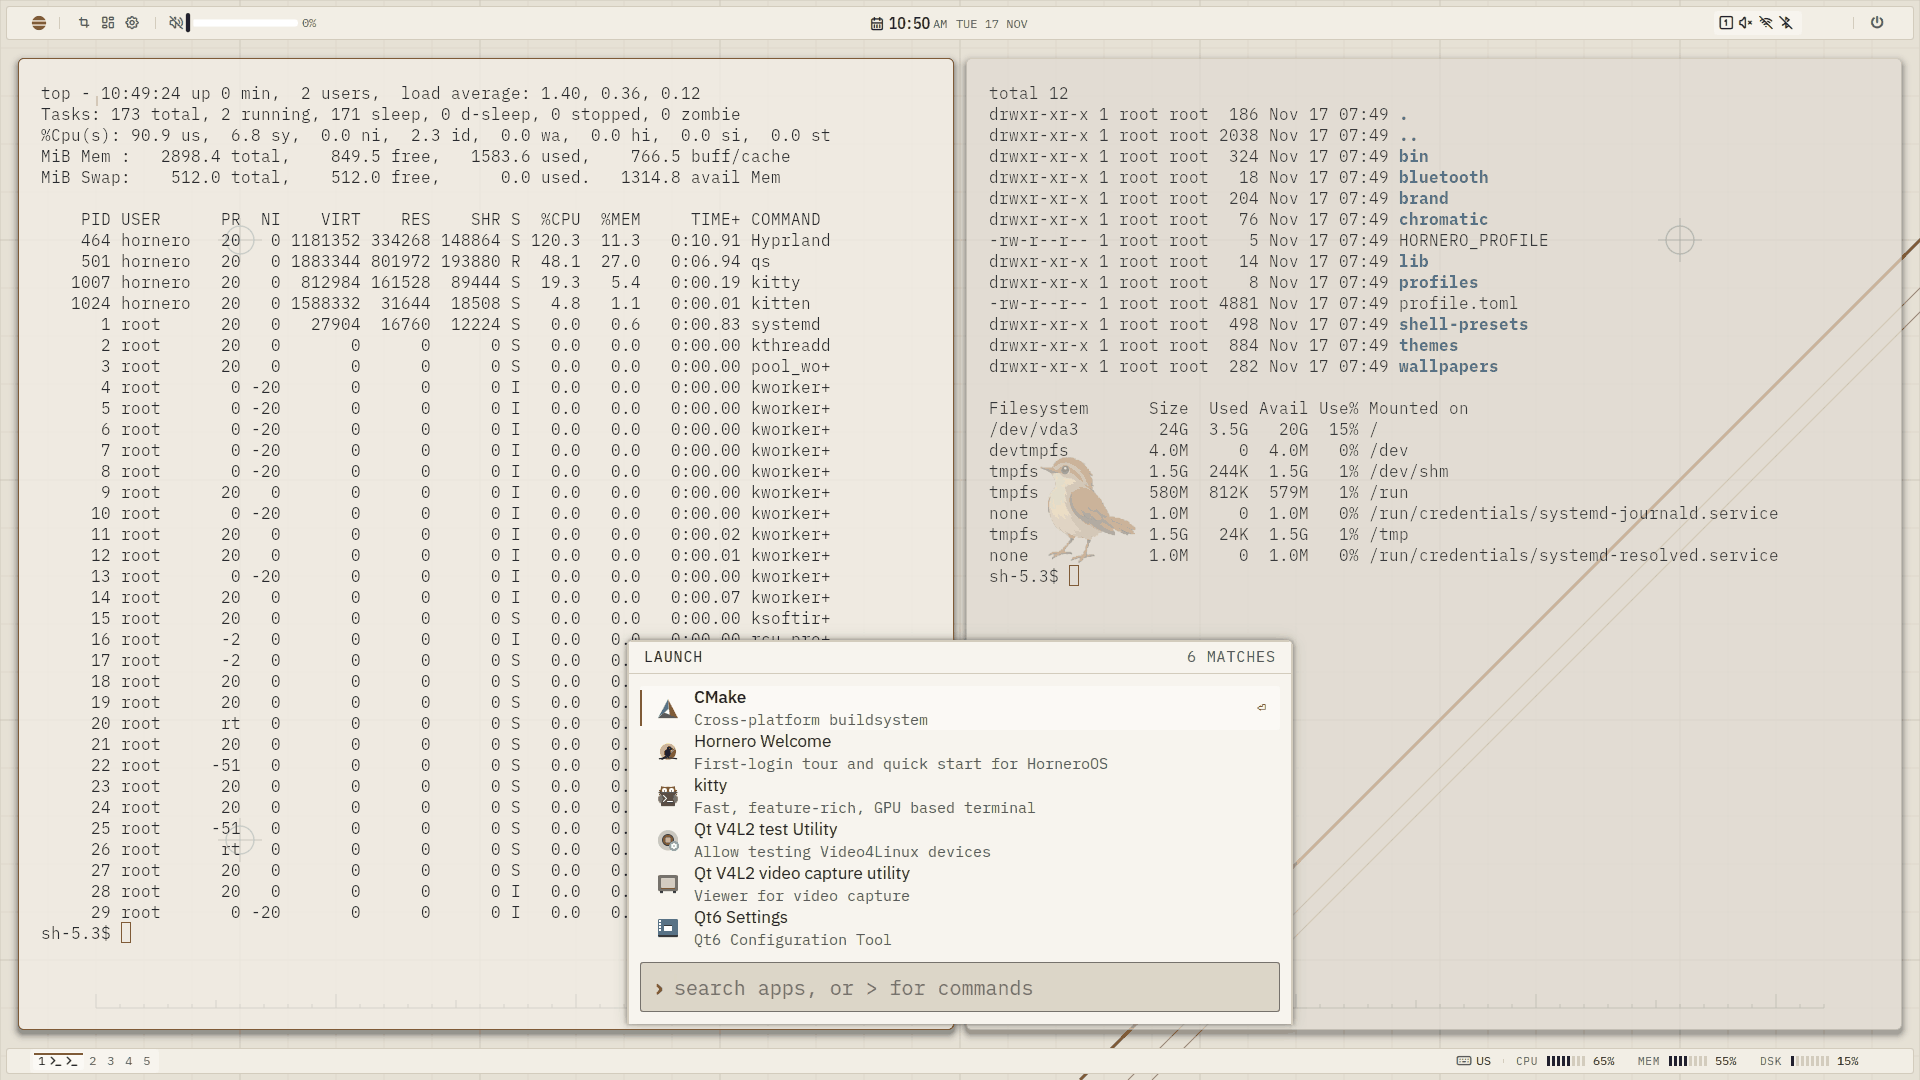 0%
10:50 AM TUE 17 NOV
1
top - 10:49:24 up 0 min,  2 users,  load average: 1.40, 0.36, 0.12
Tasks: 173 total, 2 running, 171 sleep, 0 d-sleep, 0 stopped, 0 zombie
%Cpu(s): 90.9 us,  6.8 sy,  0.0 ni,  2.3 id,  0.0 wa,  0.0 hi,  0.0 si,  0.0 st
MiB Mem :   2898.4 total,    849.5 free,   1583.6 used,    766.5 buff/cache
MiB Swap:    512.0 total,    512.0 free,      0.0 used.   1314.8 avail Mem
PID USER      PR  NI    VIRT    RES    SHR S  %CPU  %MEM     TIME+ COMMAND
464 hornero   20   0 1181352 334268 148864 S 120.3  11.3   0:10.91 Hyprland
501 hornero   20   0 1883344 801972 193880 R  48.1  27.0   0:06.94 qs
1007 hornero   20   0  812984 161528  89444 S  19.3   5.4   0:00.19 kitty
1024 hornero   20   0 1588332  31644  18508 S   4.8   1.1   0:00.01 kitten
1 root      20   0   27904  16760  12224 S   0.0   0.6   0:00.83 systemd
2 root      20   0       0      0      0 S   0.0   0.0   0:00.00 kthreadd
3 root      20   0       0      0      0 S   0.0   0.0   0:00.00 pool_wo+
4 root       0 -20       0      0      0 I   0.0   0.0   0:00.00 kworker+
5 root       0 -20       0      0      0 I   0.0   0.0   0:00.00 kworker+
6 root       0 -20       0      0      0 I   0.0   0.0   0:00.00 kworker+
7 root       0 -20       0      0      0 I   0.0   0.0   0:00.00 kworker+
8 root       0 -20       0      0      0 I   0.0   0.0   0:00.00 kworker+
9 root      20   0       0      0      0 I   0.0   0.0   0:00.00 kworker+
10 root       0 -20       0      0      0 I   0.0   0.0   0:00.00 kworker+
11 root      20   0       0      0      0 I   0.0   0.0   0:00.02 kworker+
12 root      20   0       0      0      0 I   0.0   0.0   0:00.01 kworker+
13 root       0 -20       0      0      0 I   0.0   0.0   0:00.00 kworker+
14 root      20   0       0      0      0 I   0.0   0.0   0:00.07 kworker+
15 root      20   0       0      0      0 S   0.0   0.0   0:00.00 ksoftir+
16 root      -2   0       0      0      0 I   0.0   0.0   0:00.00 rcu_pre+
17 root      -2   0       0      0      0 S   0.0   0.
18 root      20   0       0      0      0 S   0.0   0.
19 root      20   0       0      0      0 S   0.0   0.
20 root      rt   0       0      0      0 S   0.0   0.
21 root      20   0       0      0      0 S   0.0   0.
22 root     -51   0       0      0      0 S   0.0   0.
23 root      20   0       0      0      0 S   0.0   0.
24 root      20   0       0      0      0 S   0.0   0.
25 root     -51   0       0      0      0 S   0.0   0.
26 root      rt   0       0      0      0 S   0.0   0.
27 root      20   0       0      0      0 S   0.0   0.
28 root      20   0       0      0      0 I   0.0   0.
29 root       0 -20       0      0      0 I   0.0   0.
sh-5.3$
total 12
drwxr-xr-x 1 root root  186 Nov 17 07:49 .
drwxr-xr-x 1 root root 2038 Nov 17 07:49 ..
drwxr-xr-x 1 root root  324 Nov 17 07:49 bin
drwxr-xr-x 1 root root   18 Nov 17 07:49 bluetooth
drwxr-xr-x 1 root root  204 Nov 17 07:49 brand
drwxr-xr-x 1 root root   76 Nov 17 07:49 chromatic
-rw-r--r-- 1 root root    5 Nov 17 07:49 HORNERO_PROFILE
drwxr-xr-x 1 root root   14 Nov 17 07:49 lib
drwxr-xr-x 1 root root    8 Nov 17 07:49 profiles
-rw-r--r-- 1 root root 4881 Nov 17 07:49 profile.toml
drwxr-xr-x 1 root root  498 Nov 17 07:49 shell-presets
drwxr-xr-x 1 root root  884 Nov 17 07:49 themes
drwxr-xr-x 1 root root  282 Nov 17 07:49 wallpapers
Filesystem      Size  Used Avail Use% Mounted on
/dev/vda3        24G  3.5G   20G  15% /
devtmpfs        4.0M     0  4.0M   0% /dev
tmpfs           1.5G  244K  1.5G   1% /dev/shm
tmpfs           580M  812K  579M   1% /run
none            1.0M     0  1.0M   0% /run/credentials/systemd-journald.service
tmpfs           1.5G   24K  1.5G   1% /tmp
none            1.0M     0  1.0M   0% /run/credentials/systemd-resolved.service
sh-5.3$
LAUNCH 6 MATCHES
CMake
Cross-platform buildsystem
Hornero Welcome
First-login tour and quick start for HorneroOS
kitty
Fast, feature-rich, GPU based terminal
Qt V4L2 test Utility
Allow testing Video4Linux devices
Qt V4L2 video capture utility
Viewer for video capture
Qt6 Settings
Qt6 Configuration Tool
› search apps, or > for commands
1 2 3 4 5
US CPU 65% MEM 55% DSK 15%